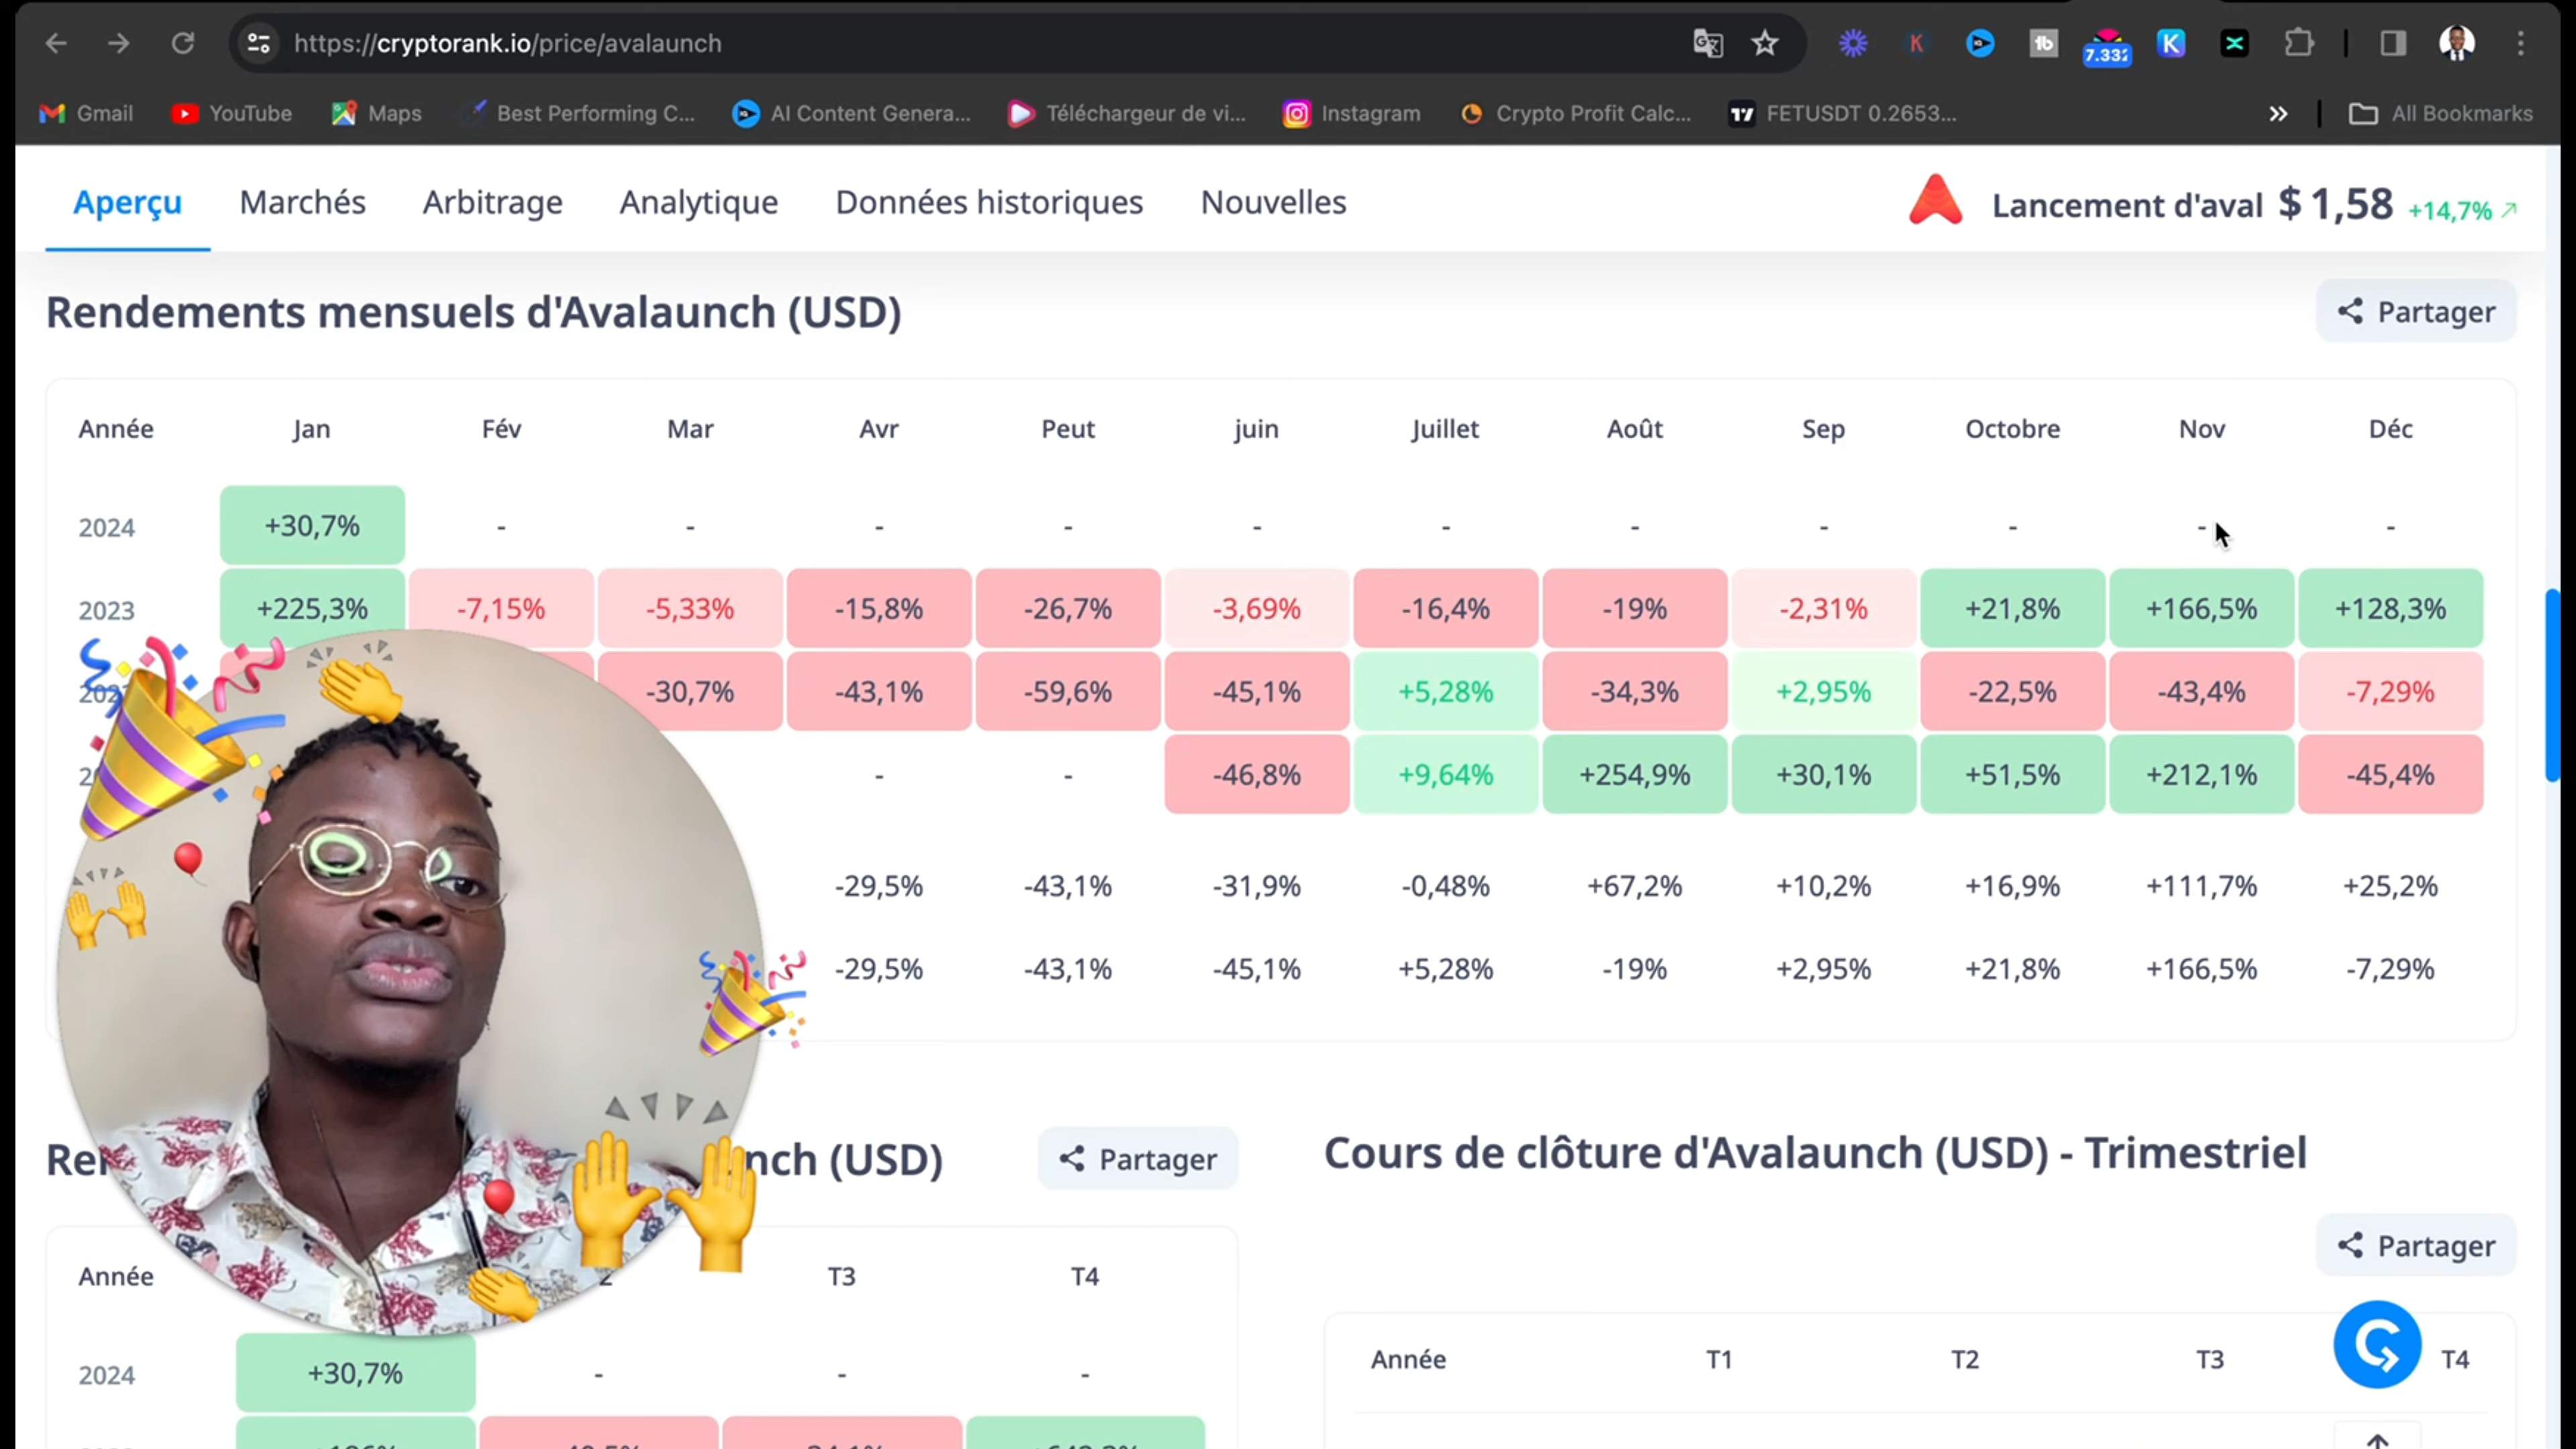 https://cryptorank.io/price/avalaunch
7.332
Gmail YouTube Maps Best Performing C... AI Content Genera... Téléchargeur de vi... Instagram Crypto Profit Calc... FETUSDT 0.2653... All Bookmarks
Aperçu Marchés Arbitrage Analytique Données historiques Nouvelles Lancement d'aval $ 1,58 +14,7%
Rendements mensuels d'Avalaunch (USD) Partager
Année Jan Fév Mar Avr Peut juin Juillet Août Sep Octobre Nov Déc
2024 +30,7% - - - - - - - - - - -
2023 +225,3% -7,15% -5,33% -15,8% -26,7% -3,69% -16,4% -19% -2,31% +21,8% +166,5% +128,3%
-30,7% -43,1% -59,6% -45,1% +5,28% -34,3% +2,95% -22,5% -43,4% -7,29%
- - -46,8% +9,64% +254,9% +30,1% +51,5% +212,1% -45,4%
-29,5% -43,1% -31,9% -0,48% +67,2% +10,2% +16,9% +111,7% +25,2%
-29,5% -43,1% -45,1% +5,28% -19% +2,95% +21,8% +166,5% -7,29%
(USD) Partager
Cours de clôture d'Avalaunch (USD) - Trimestriel
Partager
Année T3 T4
2024 +30,7% - - -
Année T1 T2 T3 T4